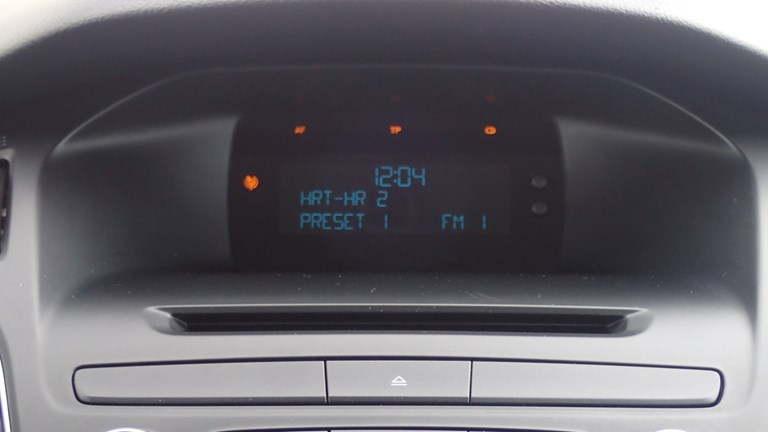 AF TP
12:04
HRT-HR 2
PRESET 1 FM 1